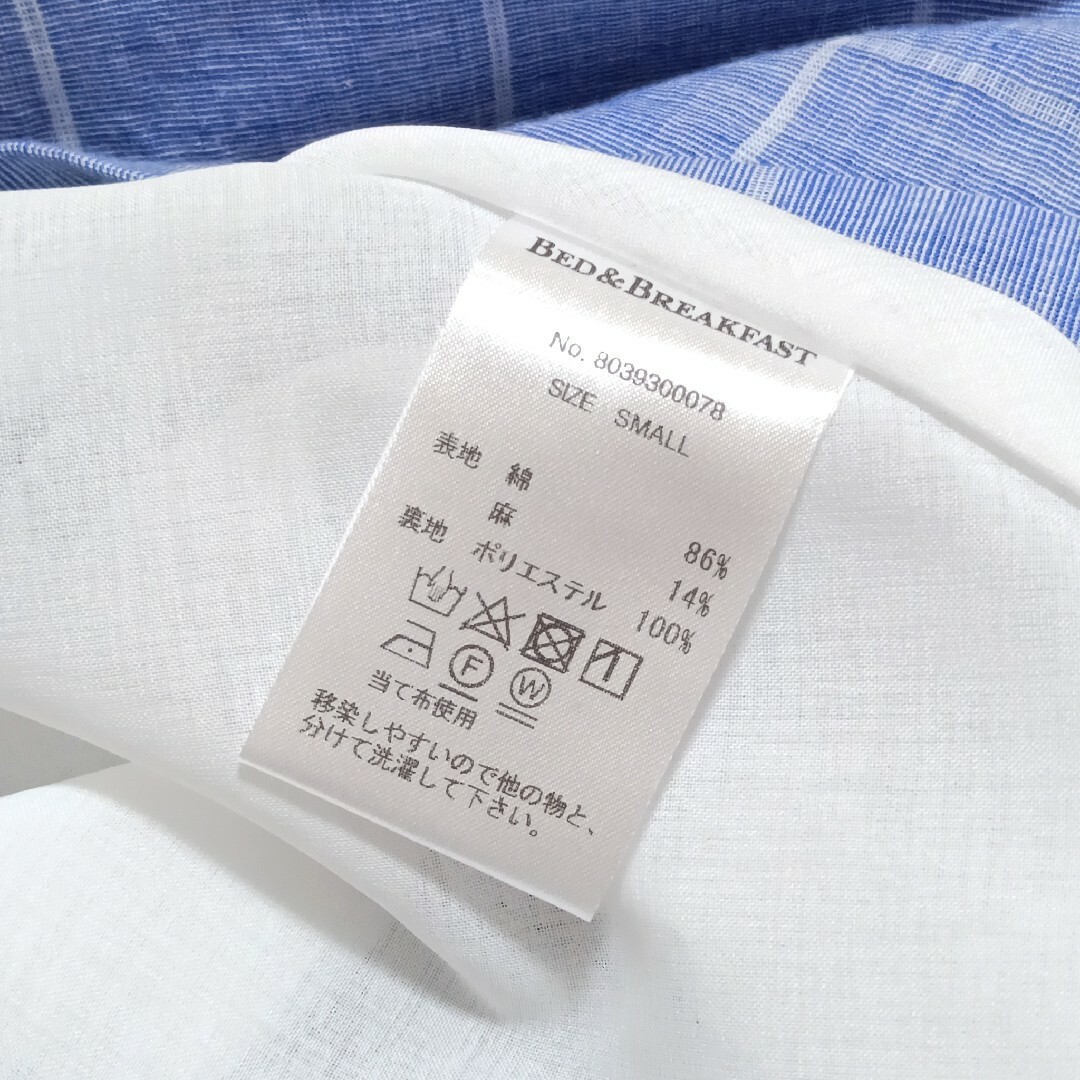 BED&BREAKFAST
No. 8039300078
SIZE SMALL
表地 綿 86%
麻 14%
裏地 ポリエステル 100%
F W
当て布使用
移染しやすいので他の物と、
分けて洗濯して下さい。